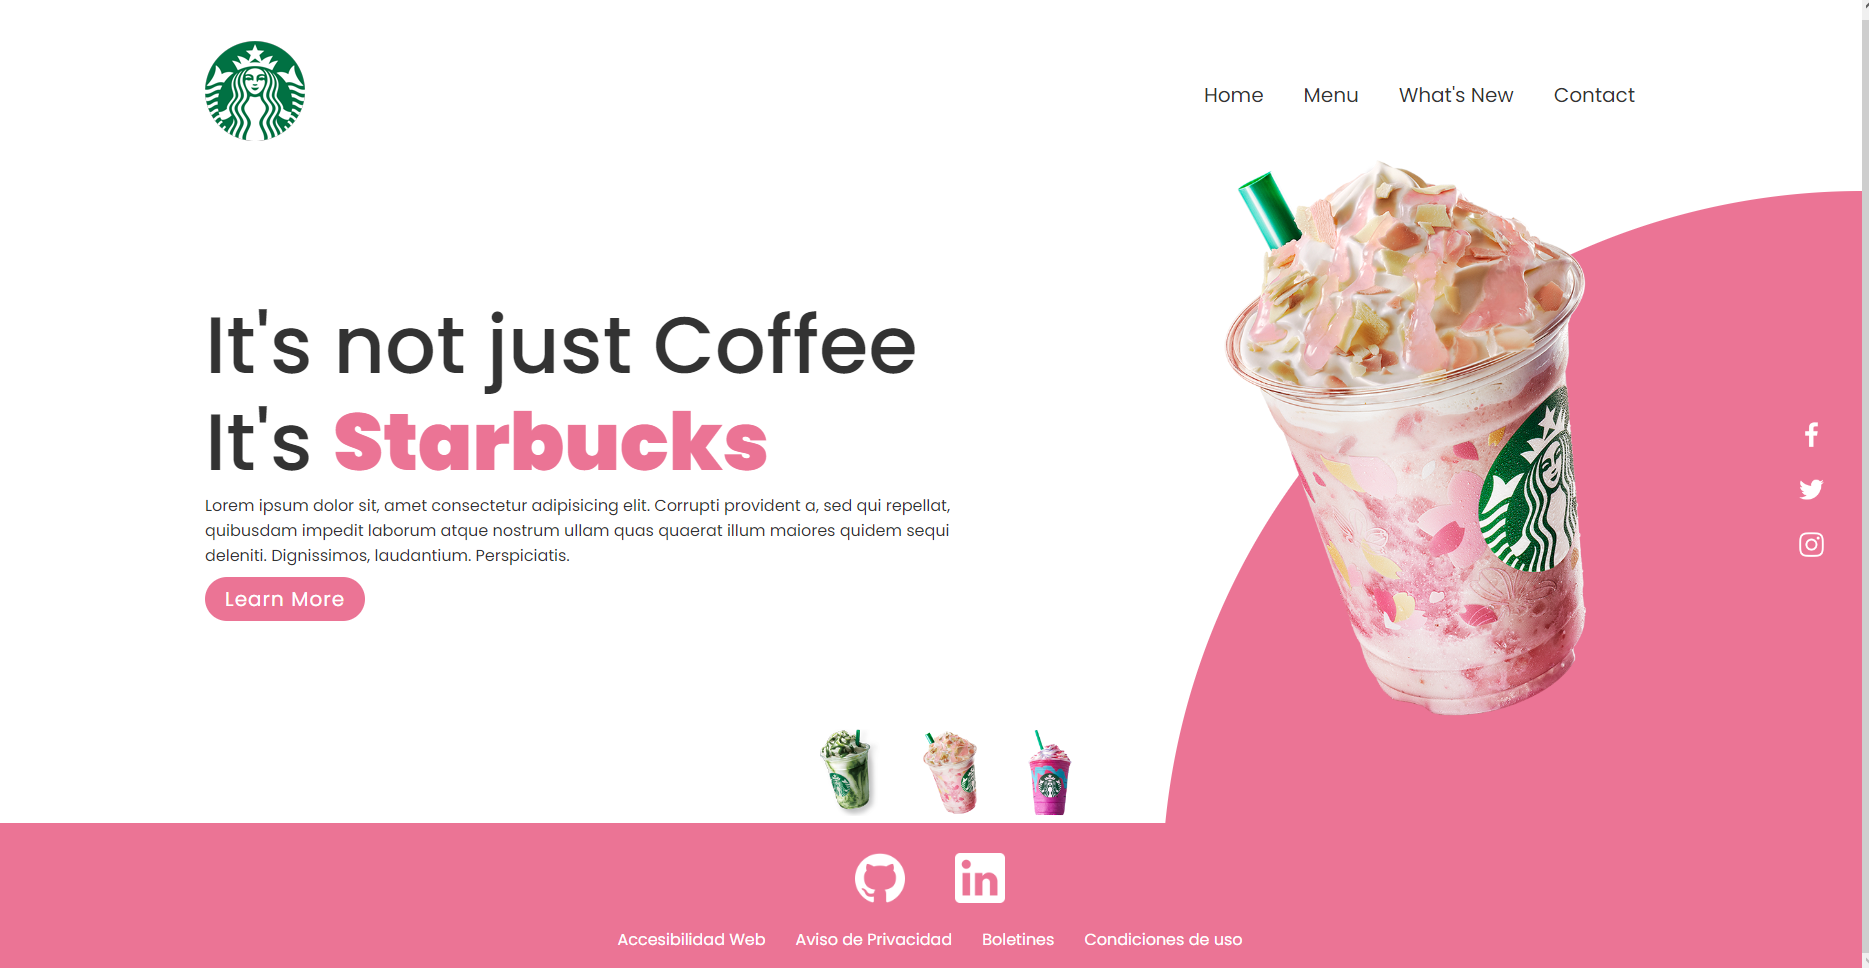 Home Menu What's New Contact
It's not just Coffee
It's Starbucks
Lorem ipsum dolor sit, amet consectetur adipisicing elit. Corrupti provident a, sed qui repellat,
quibusdam impedit laborum atque nostrum ullam quas quaerat illum maiores quidem sequi
deleniti. Dignissimos, laudantium. Perspiciatis.
Learn More
in
Accesibilidad Web Aviso de Privacidad Boletines Condiciones de uso